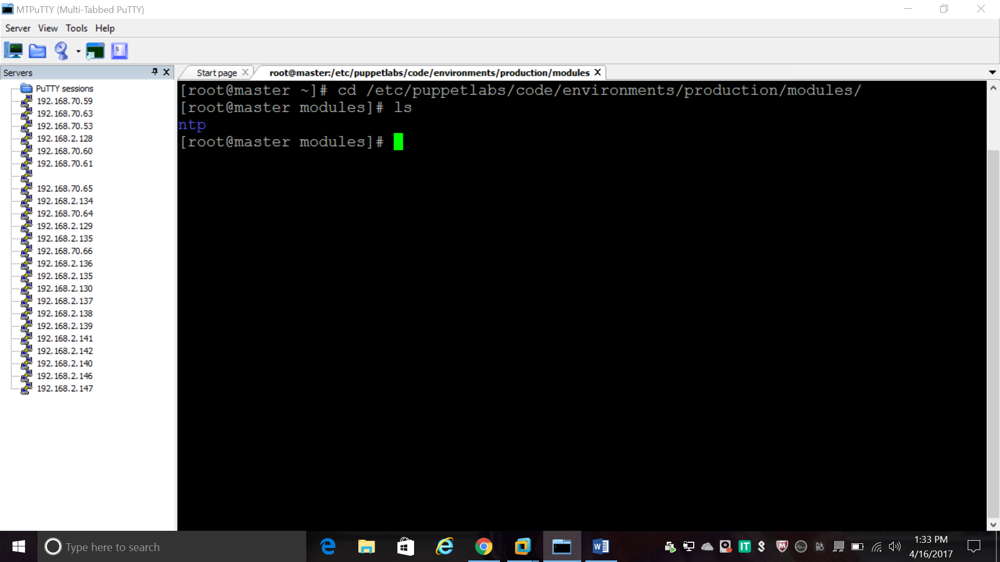 MTPuTTY (Multi-Tabbed PuTTY)
Server View Tools Help
Servers
PuTTY sessions
192.168.70.59
192.168.70.63
192.168.70.53
192.168.2.128
192.168.70.60
192.168.70.61
192.168.70.65
192.168.2.134
192.168.70.64
192.168.2.129
192.168.2.135
192.168.70.66
192.168.2.136
192.168.2.135
192.168.2.130
192.168.2.137
192.168.2.138
192.168.2.139
192.168.2.141
192.168.2.142
192.168.2.140
192.168.2.146
192.168.2.147
Start page root@master:/etc/puppetlabs/code/environments/production/modules
[root@master ~]# cd /etc/puppetlabs/code/environments/production/modules/
[root@master modules]# ls
ntp
[root@master modules]#
Type here to search
1:33 PM
4/16/2017